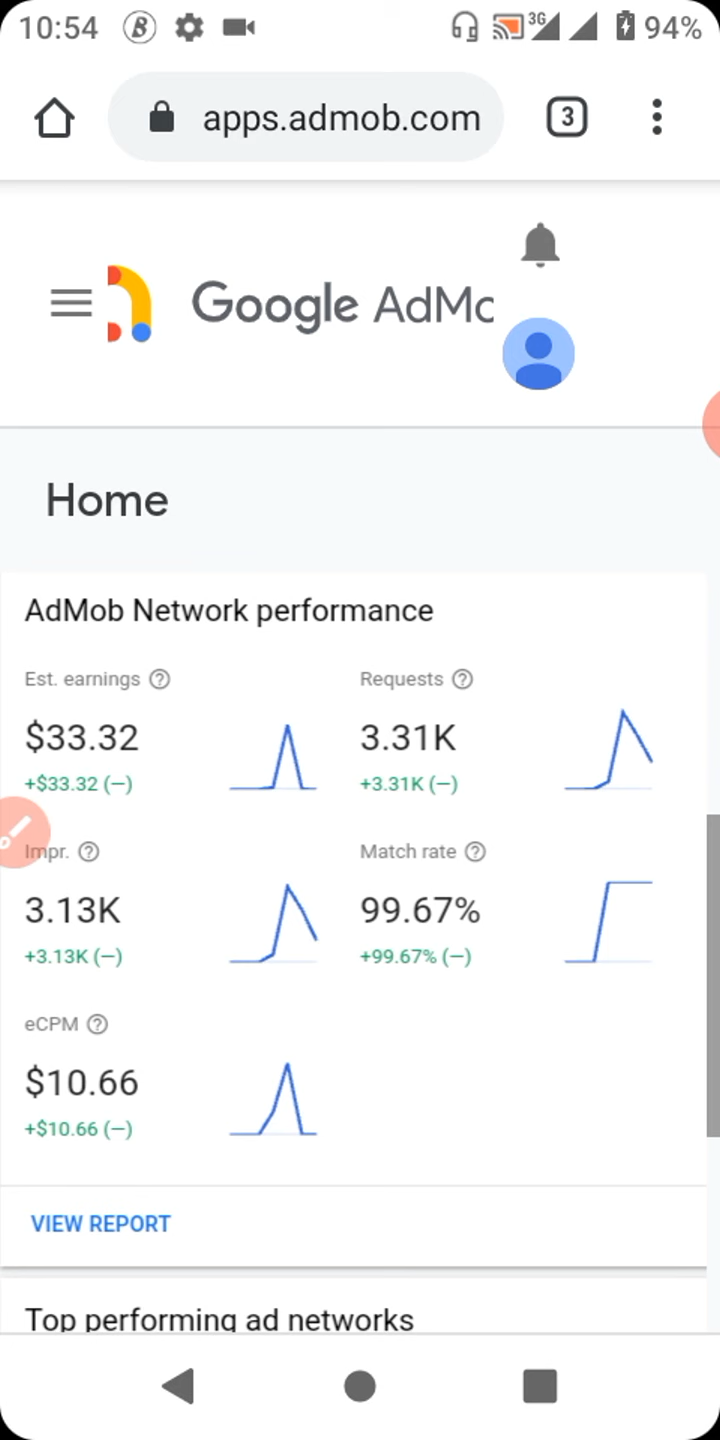 10:54 3G 94%
apps.admob.com 3
Google AdMo
Home
AdMob Network performance
Est. earnings
$33.32
+$33.32 (—)
Requests
3.31K
+3.31K (—)
Impr.
3.13K
+3.13K (—)
Match rate
99.67%
+99.67% (—)
eCPM
$10.66
+$10.66 (—)
VIEW REPORT
Top performing ad networks